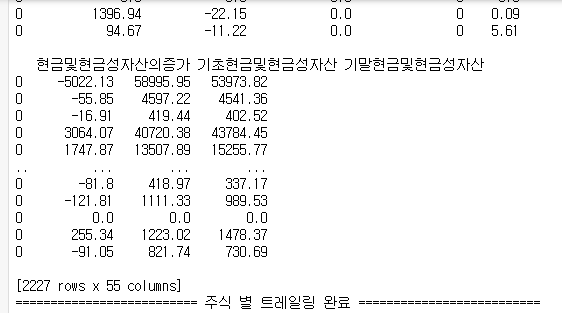 0 1396.94 -22.15 0.0 0 0.09
0 94.67 -11.22 0.0 0 5.61
현금및현금성자산의증가 기초현금및현금성자산 기말현금및현금성자산
0 -5022.13 58995.95 53973.82
0 -55.85 4597.22 4541.36
0 -16.91 419.44 402.52
0 3064.07 40720.38 43784.45
0 1747.87 13507.89 15255.77
.. ... ... ...
0 -81.8 418.97 337.17
0 -121.81 1111.33 989.53
0 0.0 0.0 0.0
0 255.34 1223.02 1478.37
0 -91.05 821.74 730.69
[2227 rows x 55 columns]
========================== 주식 별 트레일링 완료 ==========================